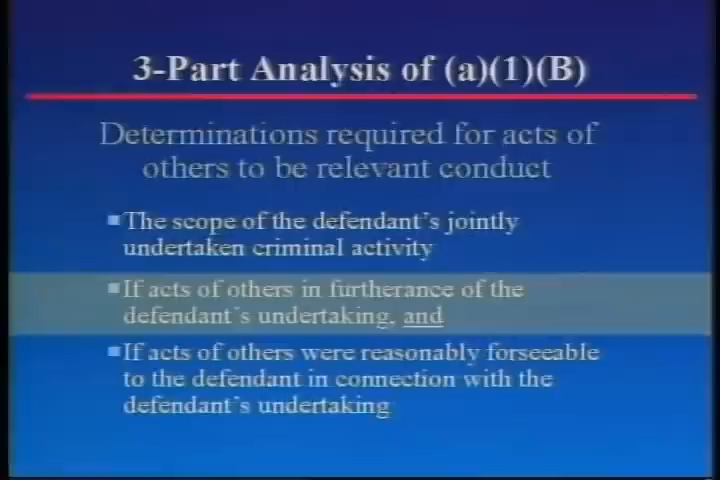 3-Part Analysis of (a)(1)(B)
Determinations required for acts of
others to be relevant conduct
The scope of the defendant's jointly
undertaken criminal activity
If acts of others in furtherance of the
defendant's undertaking, and
If acts of others were reasonably forseeable
to the defendant in connection with the
defendant's undertaking